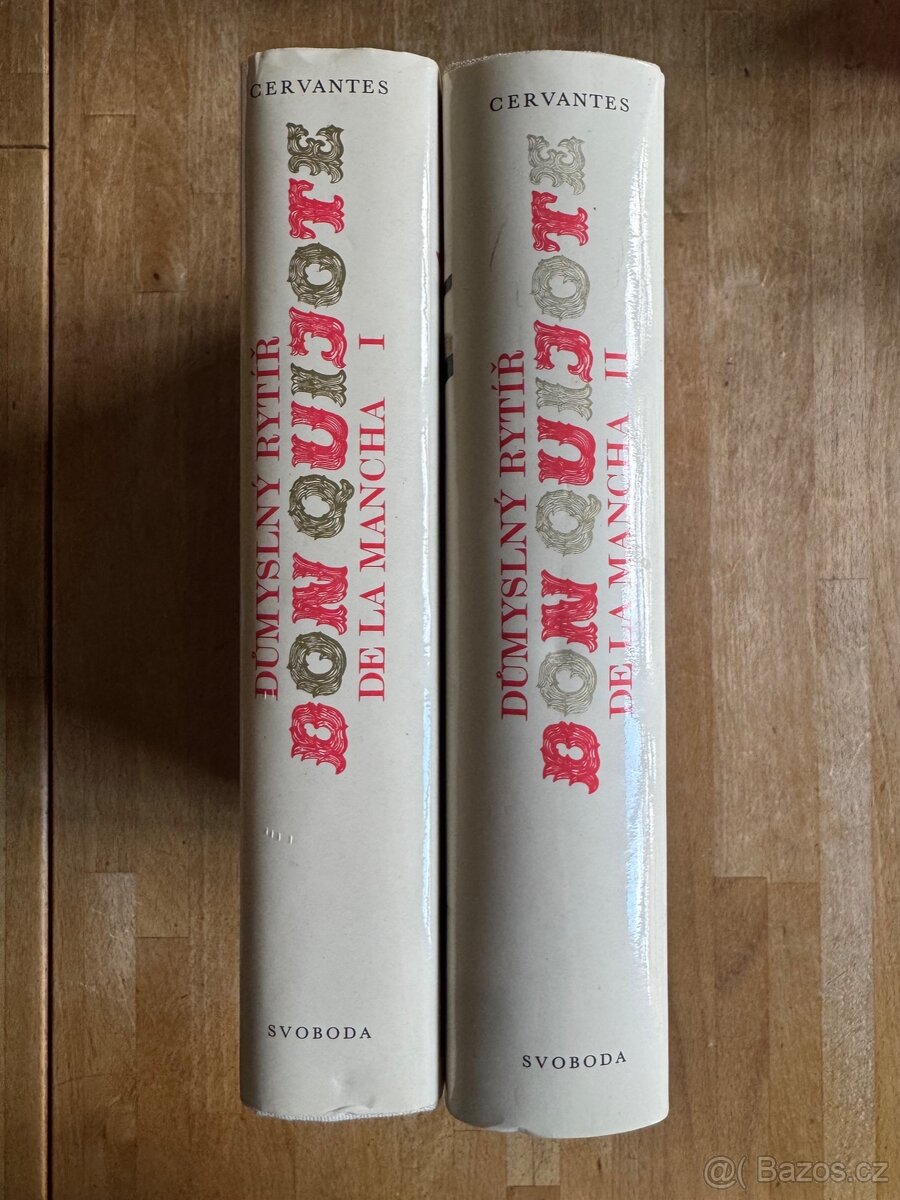 CERVANTES
DŮMYSLNÝ RYTÍŘ
DON QUIJOTE
DE LA MANCHA I
SVOBODA
CERVANTES
DŮMYSLNÝ RYTÍŘ
DON QUIJOTE
DE LA MANCHA II
SVOBODA
@( Bazos.cz